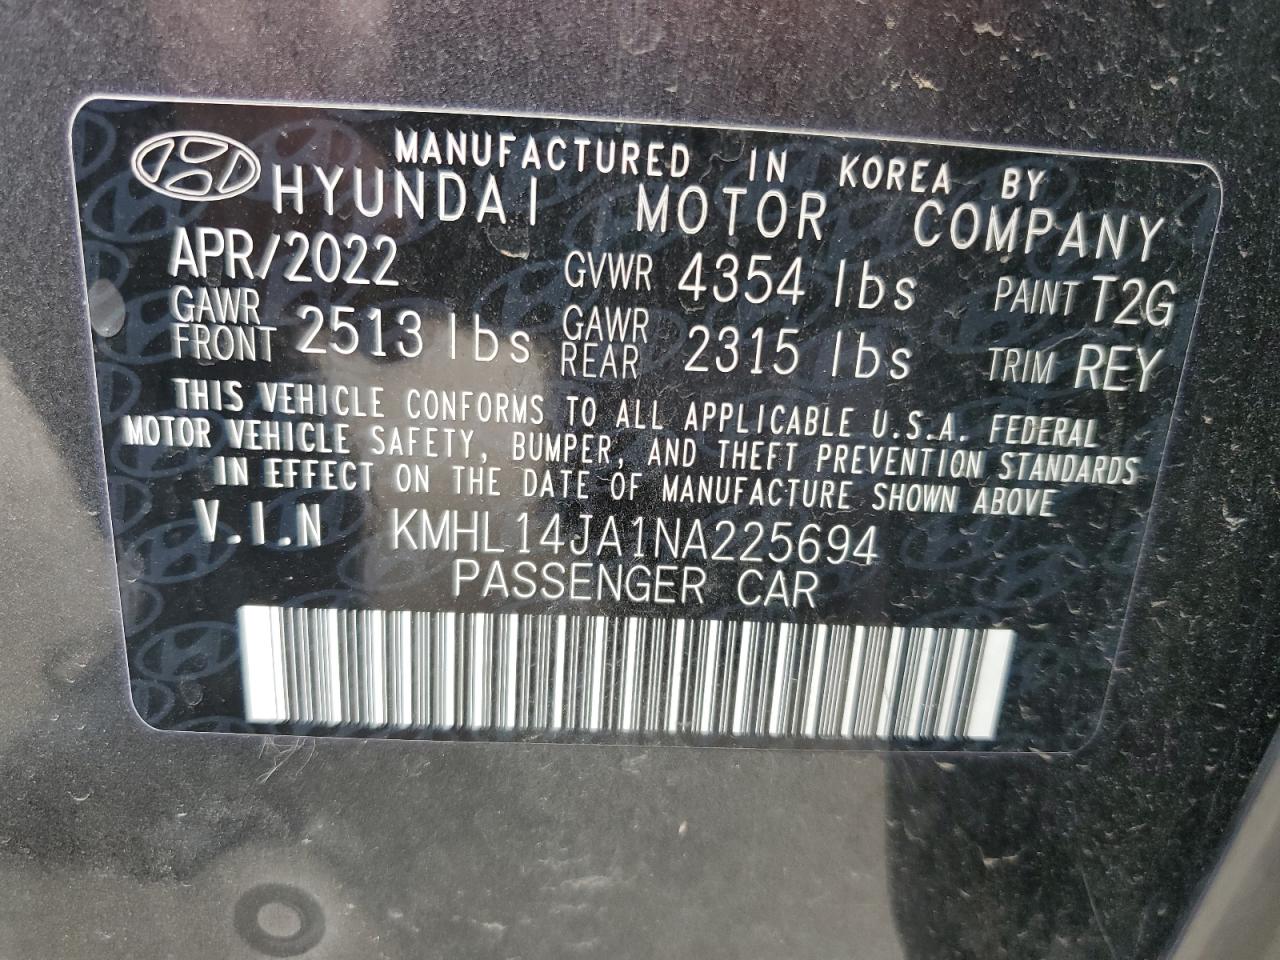 MANUFACTURED IN KOREA BY
HYUNDAI MOTOR COMPANY
APR/2022 GVWR 4354 lbs PAINT T2G
GAWR FRONT 2513 lbs GAWR REAR 2315 lbs TRIM REY
THIS VEHICLE CONFORMS TO ALL APPLICABLE U.S.A. FEDERAL
MOTOR VEHICLE SAFETY, BUMPER, AND THEFT PREVENTION STANDARDS
IN EFFECT ON THE DATE OF MANUFACTURE SHOWN ABOVE
V.I.N KMHL14JA1NA225694
PASSENGER CAR